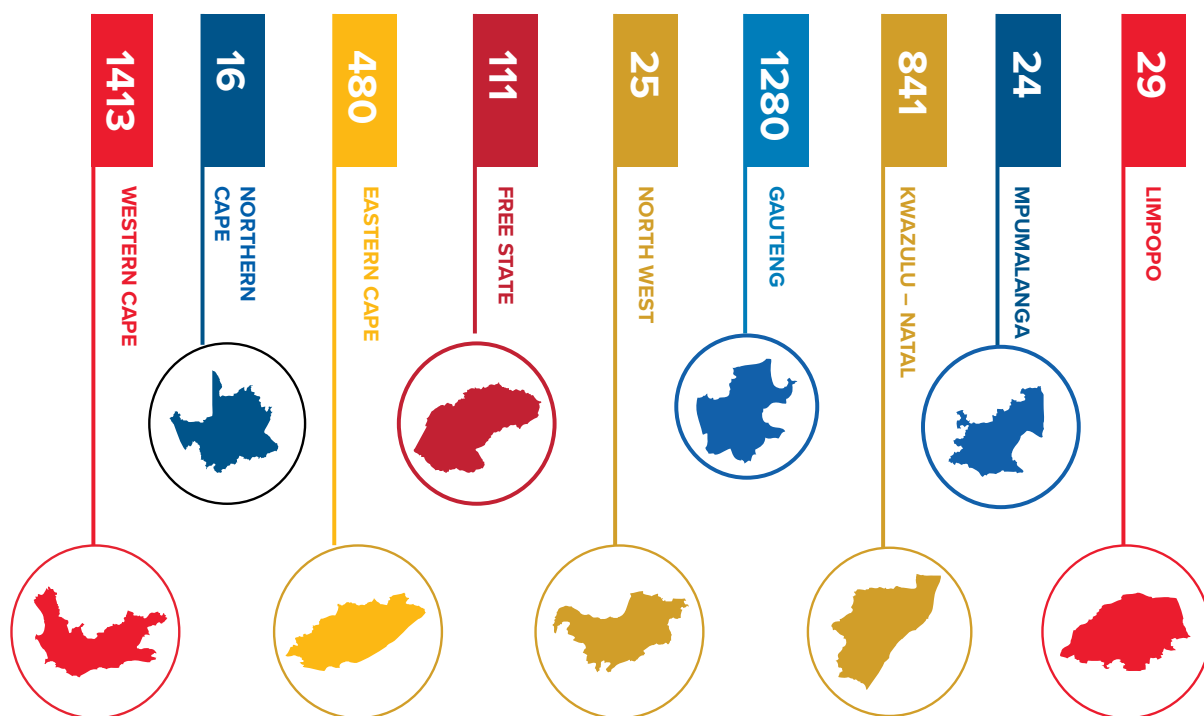 1413
WESTERN CAPE
16
NORTHERN
CAPE
480
EASTERN CAPE
111
FREE STATE
25
NORTH WEST
1280
GAUTENG
841
KWAZULU – NATAL
24
MPUMALANGA
29
LIMPOPO